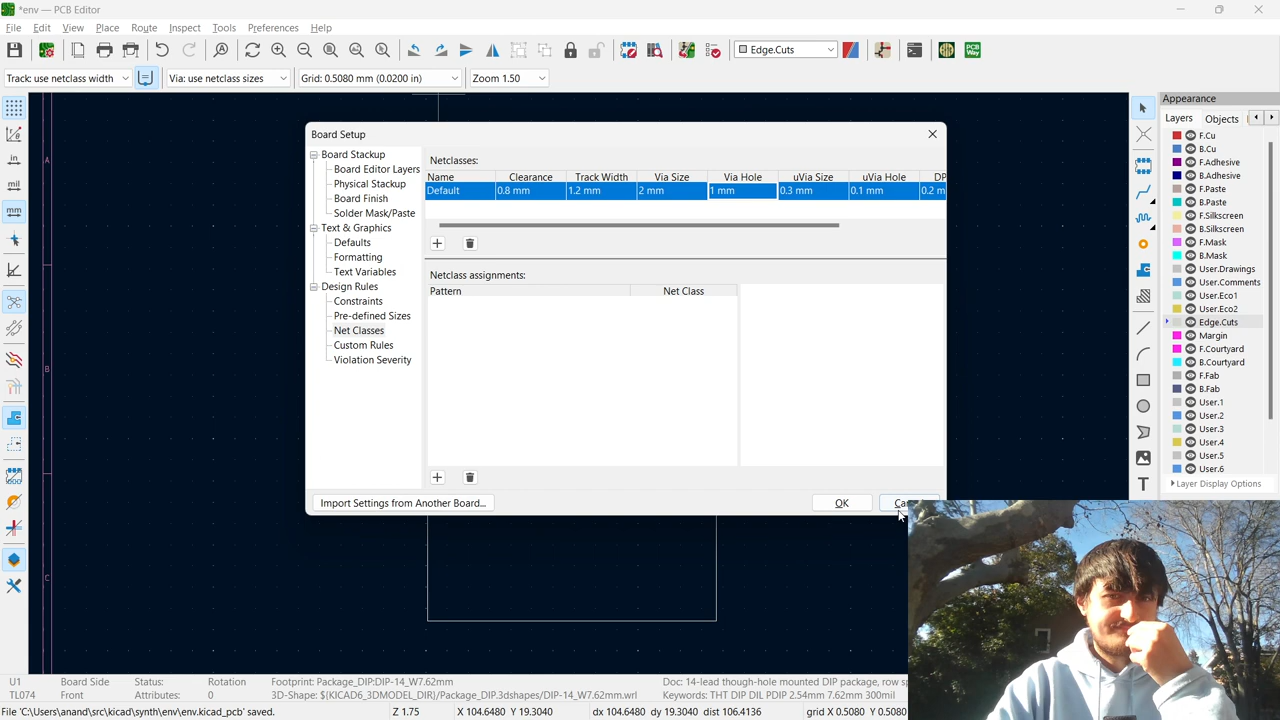 *env — PCB Editor
File Edit View Place Route Inspect Tools Preferences Help
Edge.Cuts
Track: use netclass width Via: use netclass sizes Grid: 0.5080 mm (0.0200 in) Zoom 1.50
Appearance
Layers Objects
F.Cu
B.Cu
F.Adhesive
B.Adhesive
F.Paste
B.Paste
F.Silkscreen
B.Silkscreen
F.Mask
B.Mask
User.Drawings
User.Comments
User.Eco1
User.Eco2
Edge.Cuts
Margin
F.Courtyard
B.Courtyard
F.Fab
B.Fab
User.1
User.2
User.3
User.4
User.5
User.6
Layer Display Options
in
mil
mm
A
B
C
Board Setup
Board Stackup
Board Editor Layers
Physical Stackup
Board Finish
Solder Mask/Paste
Text & Graphics
Defaults
Formatting
Text Variables
Design Rules
Constraints
Pre-defined Sizes
Net Classes
Custom Rules
Violation Severity
Netclasses:
Name Clearance Track Width Via Size Via Hole uVia Size uVia Hole DP
Default 0.8 mm 1.2 mm 2 mm 1 mm 0.3 mm 0.1 mm 0.2 m
Netclass assignments:
Pattern Net Class
Import Settings from Another Board... OK
U1 Board Side Status: Rotation Footprint: Package_DIP:DIP-14_W7.62mm Doc: 14-lead though-hole mounted DIP package, row sp
TL074 Front Attributes: 0 3D-Shape: ${KICAD6_3DMODEL_DIR}/Package_DIP.3dshapes/DIP-14_W7.62mm.wrl Keywords: THT DIP DIL PDIP 2.54mm 7.62mm 300mil
File 'C:\Users\anand\src\kicad\synth\env\env.kicad_pcb' saved. Z 1.75 X 104.6480 Y 19.3040 dx 104.6480 dy 19.3040 dist 106.4136 grid X 0.5080 Y 0.5080